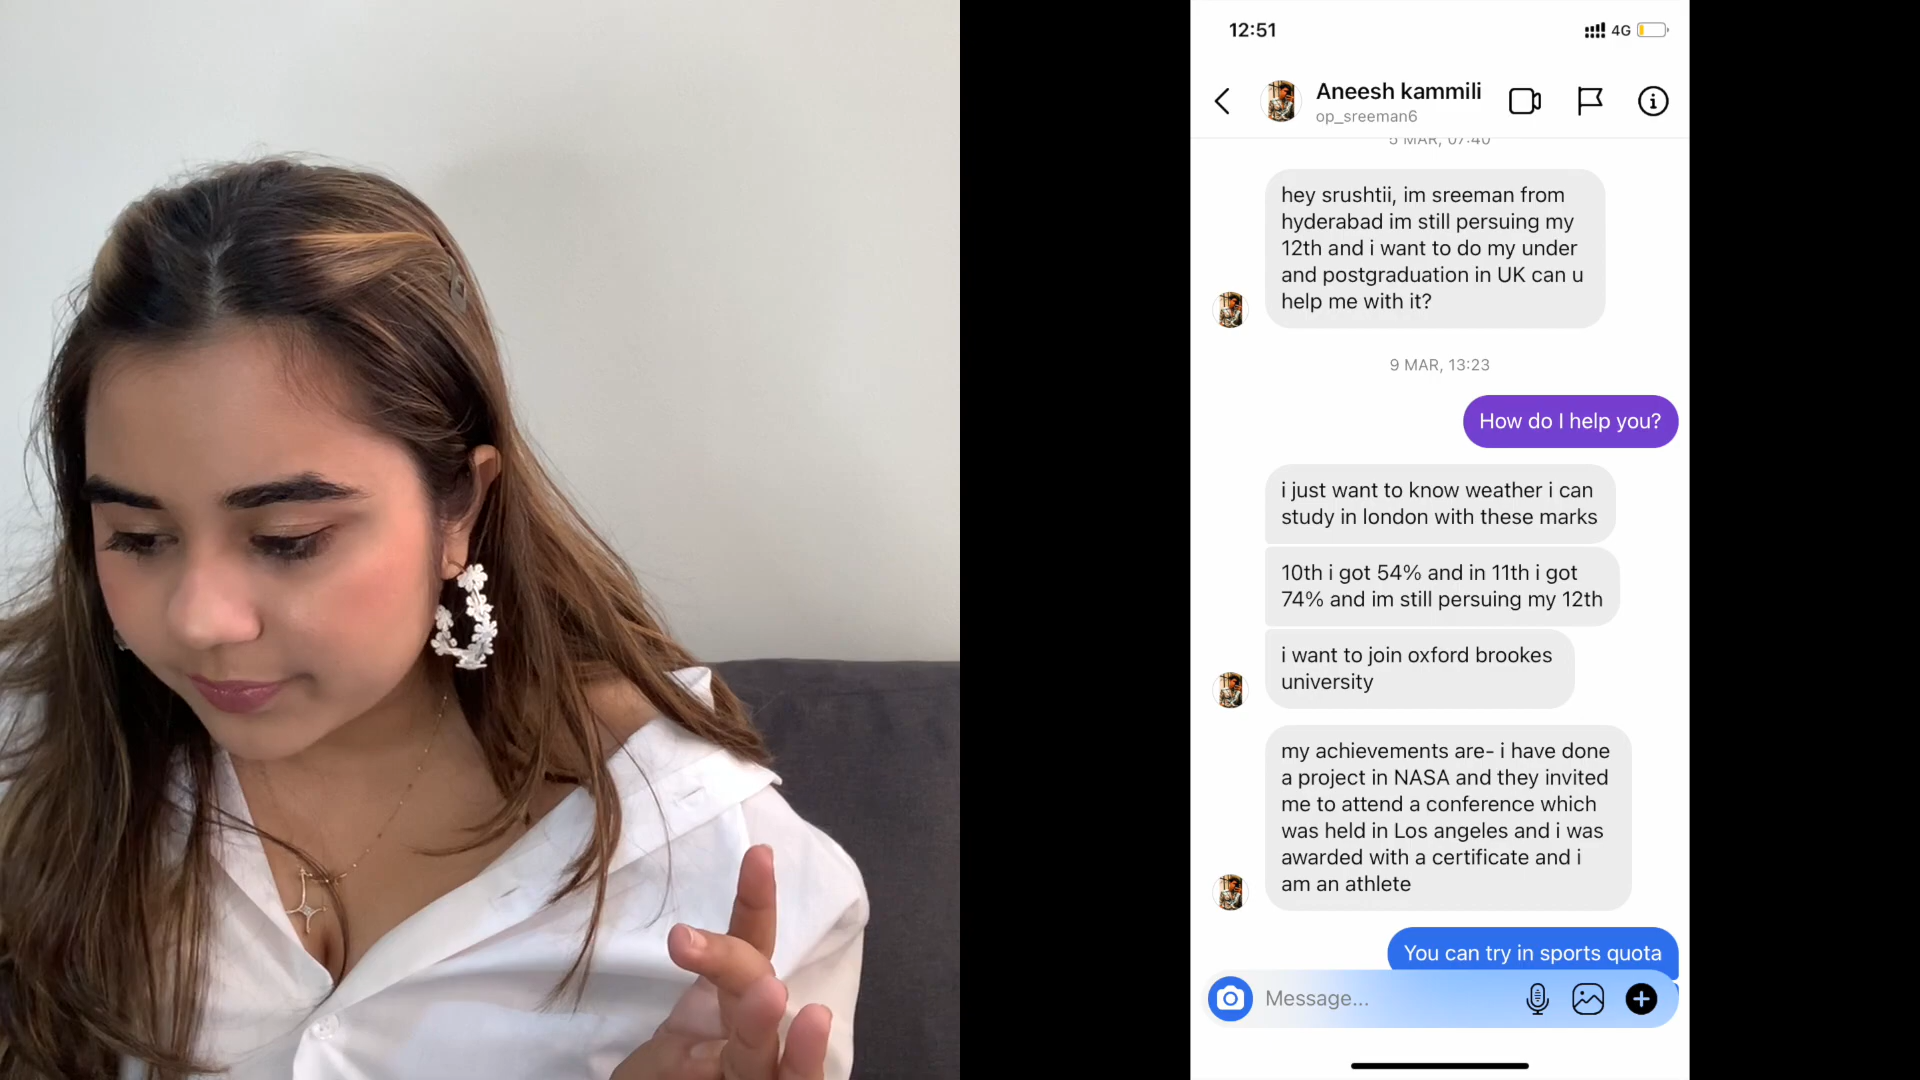 12:51
4G
Aneesh kammili
op_sreeman6
5 MAR, 07:40
hey srushtii, im sreeman from
hyderabad im still persuing my
12th and i want to do my under
and postgraduation in UK can u
help me with it?
9 MAR, 13:23
How do I help you?
i just want to know weather i can
study in london with these marks
10th i got 54% and in 11th i got
74% and im still persuing my 12th
i want to join oxford brookes
university
my achievements are- i have done
a project in NASA and they invited
me to attend a conference which
was held in Los angeles and i was
awarded with a certificate and i
am an athlete
You can try in sports quota
Message...